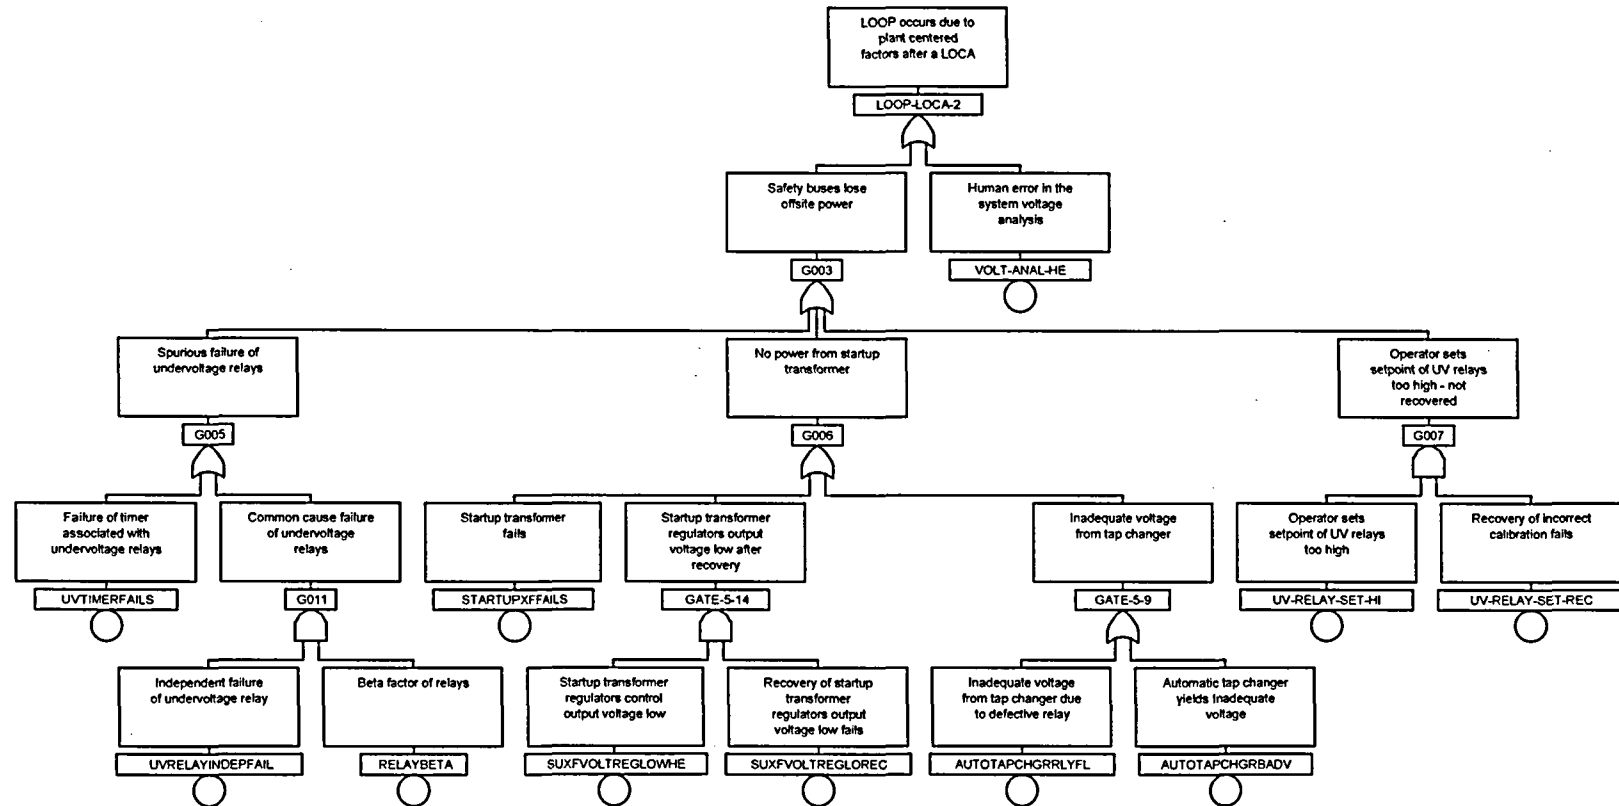 LOOP occurs due to
plant centered
factors after a LOCA
LOOP-LOCA-2
Safety buses lose
offsite power
G003
Human error in the
system voltage
analysis
VOLT-ANAL-HE
Spurious failure of
undervoltage relays
G005
No power from startup
transformer
G006
Operator sets
setpoint of UV relays
too high - not
recovered
G007
Failure of timer
associated with
undervoltage relays
UVTIMERFAILS
Common cause failure
of undervoltage
relays
G011
Startup transformer
fails
STARTUPXFFAILS
Startup transformer
regulators output
voltage low after
recovery
GATE-5-14
Inadequate voltage
from tap changer
GATE-5-9
Operator sets
setpoint of UV relays
too high
UV-RELAY-SET-HI
Recovery of incorrect
calibration fails
UV-RELAY-SET-REC
Independent failure
of undervoltage relay
UVRELAYINDEPFAIL
Beta factor of relays
RELAYBETA
Startup transformer
regulators control
output voltage low
SUXFVOLTREGLOWHE
Recovery of startup
transformer
regulators output
voltage low fails
SUXFVOLTREGLOREC
Inadequate voltage
from tap changer due
to defective relay
AUTOTAPCHGRRLYFL
Automatic tap changer
yields inadequate
voltage
AUTOTAPCHGRBADV